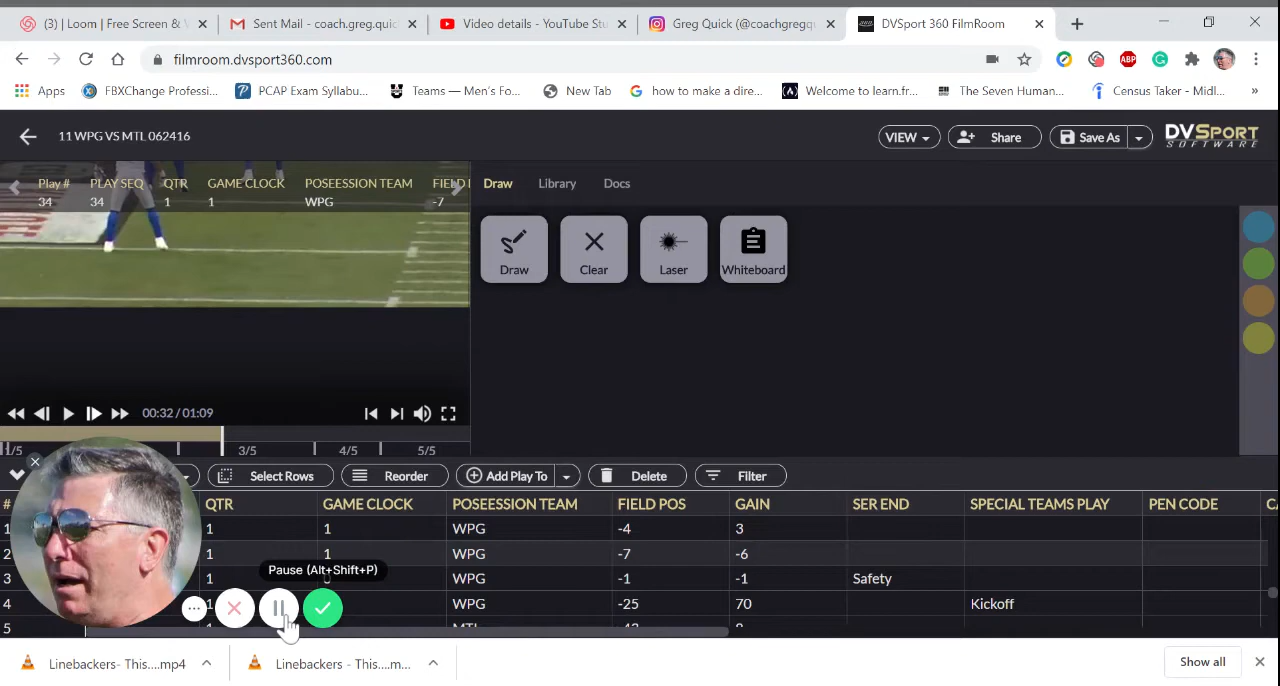 (3) | Loom | Free Screen & V
Sent Mail - coach.greg.quic
Video details - YouTube Stu
Greg Quick (@coachgregqu
DVSport 360 FilmRoom
filmroom.dvsport360.com
ABP
Apps
FBXChange Professi...
PCAP Exam Syllabu...
Teams — Men's Fo...
New Tab
how to make a dire...
Welcome to learn.fr...
The Seven Human...
Census Taker - Midl...
»
11 WPG VS MTL 062416
VIEW
Share
Save As
DVSPORT
SOFTWARE
Play # PLAY SEQ QTR GAME CLOCK POSEESSION TEAM FIELD
34 34 1 1 WPG -7
Draw Library Docs
Draw Clear Laser Whiteboard
00:32 / 01:09
1/5 3/5 4/5 5/5
Select Rows Reorder Add Play To Delete Filter
# QTR GAME CLOCK POSEESSION TEAM FIELD POS GAIN SER END SPECIAL TEAMS PLAY PEN CODE
1 1 1 WPG -4 3
2 1 1 WPG -7 -6
Pause (Alt+Shift+P)
3 1 0 WPG -1 -1 Safety
4 WPG -25 70 Kickoff
5
Linebackers- This....mp4
Linebackers - This....m...
Show all